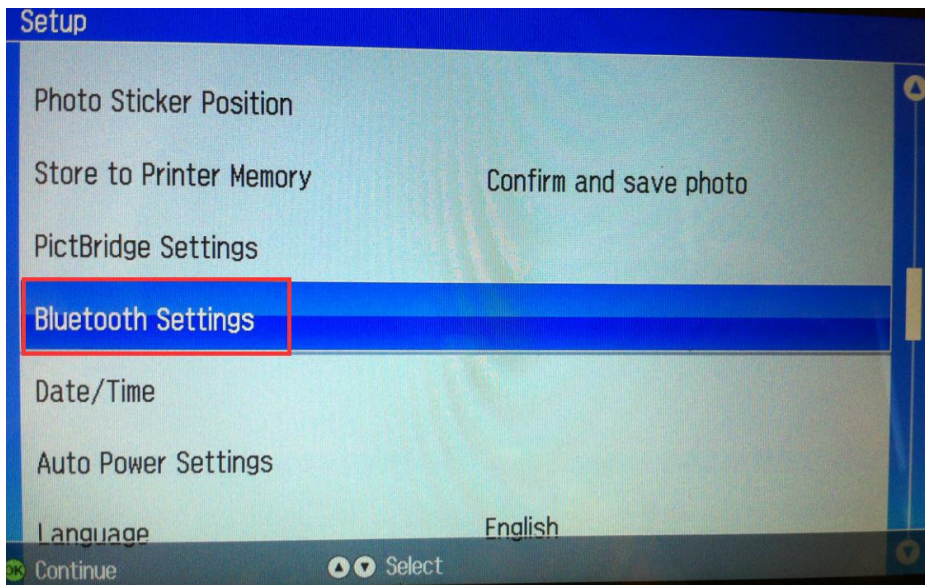 Setup
Photo Sticker Position
Store to Printer Memory Confirm and save photo
PictBridge Settings
Bluetooth Settings
Date/Time
Auto Power Settings
Language English
OK Continue Select